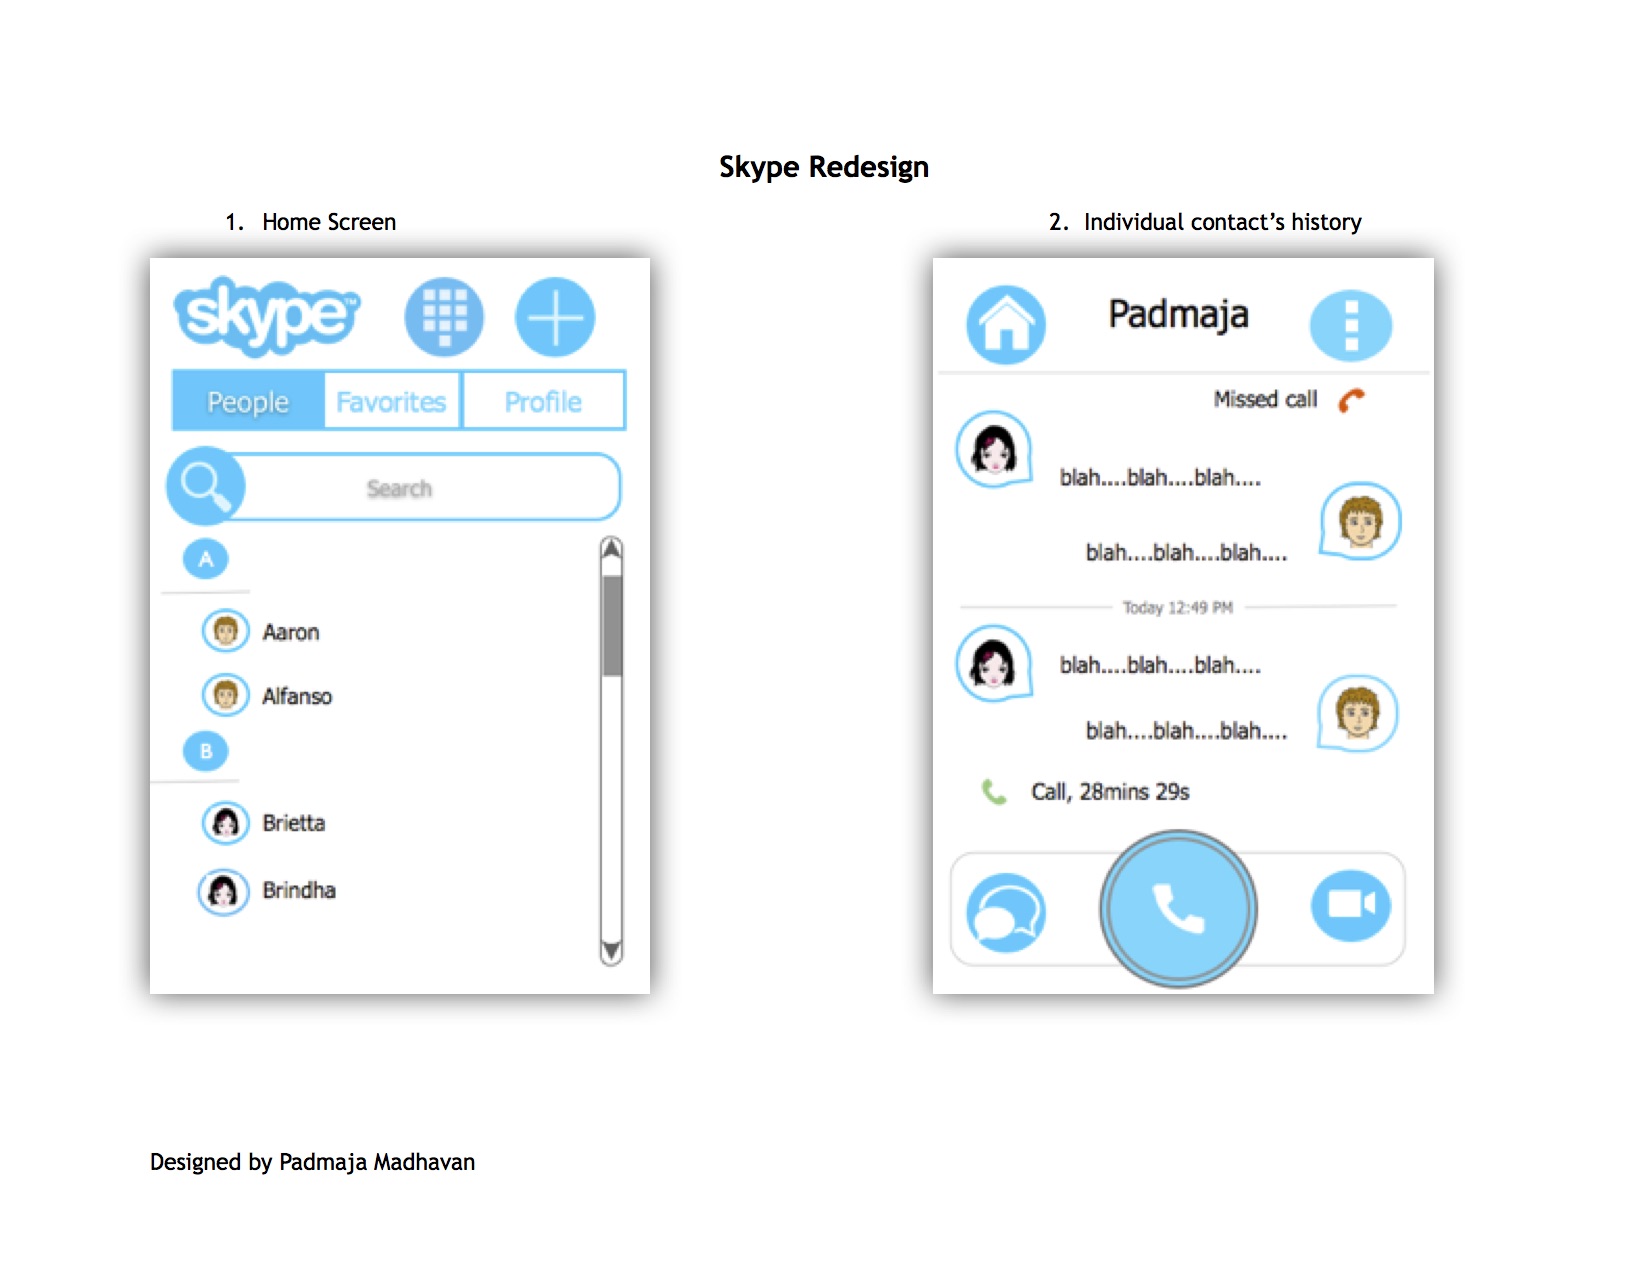 Skype Redesign
1. Home Screen
skype™
People Favorites Profile
Search
A
Aaron
Alfanso
B
Brietta
Brindha
2. Individual contact’s history
Padmaja
Missed call
blah....blah....blah....
blah....blah....blah....
Today 12:49 PM
blah....blah....blah....
blah....blah....blah....
Call, 28mins 29s
Designed by Padmaja Madhavan